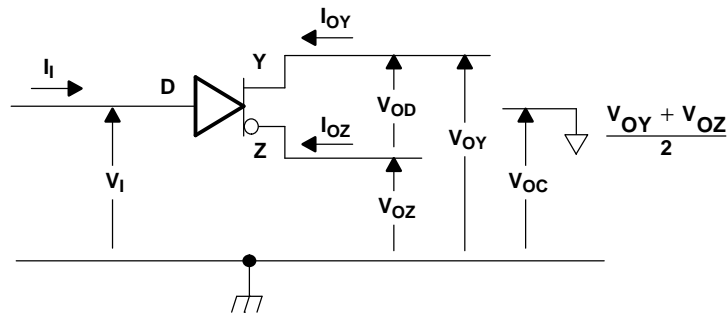 I_OY
I_I
D
Y
V_OD
I_OZ
Z
V_OY
V_OY + V_OZ
2
V_I
V_OZ
V_OC